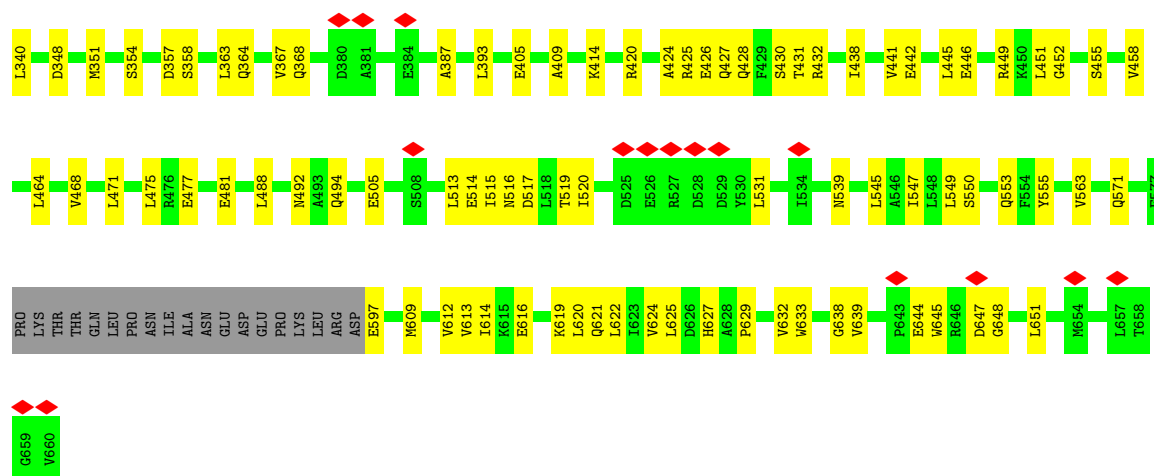 L340 D348 M351 S354 D357 S358 L363 Q364 V367 Q368 D380 A381 E384 A387 L393 E405 A409 K414 R420 A424 R425 E426 Q427 Q428 F429 S430 T431 R432 I438 V441 E442 L445 E446 R449 K450 L451 G452 S455 V458
L464 V468 L471 L475 R476 E477 E481 L488 N492 A493 Q494 E505 S508 L513 E514 I515 N516 D517 L518 T519 I520 D525 E526 R527 D528 D529 Y530 L531 I534 N539 L545 A546 I547 L548 L549 S550 Q553 F554 Y555 V563 Q571
PRO LYS THR THR GLN LEU PRO ASN ILE ALA ASN GLU ASP GLU PRO LYS LEU ARG ASP E597 M609 V612 V613 I614 K615 E616 K619 L620 Q621 L622 I623 V624 L625 D626 H627 A628 P629 V632 W633 G638 V639 P643 E644 W645 R646 D647 G648 L651 M654 L657 T658
G659 V660